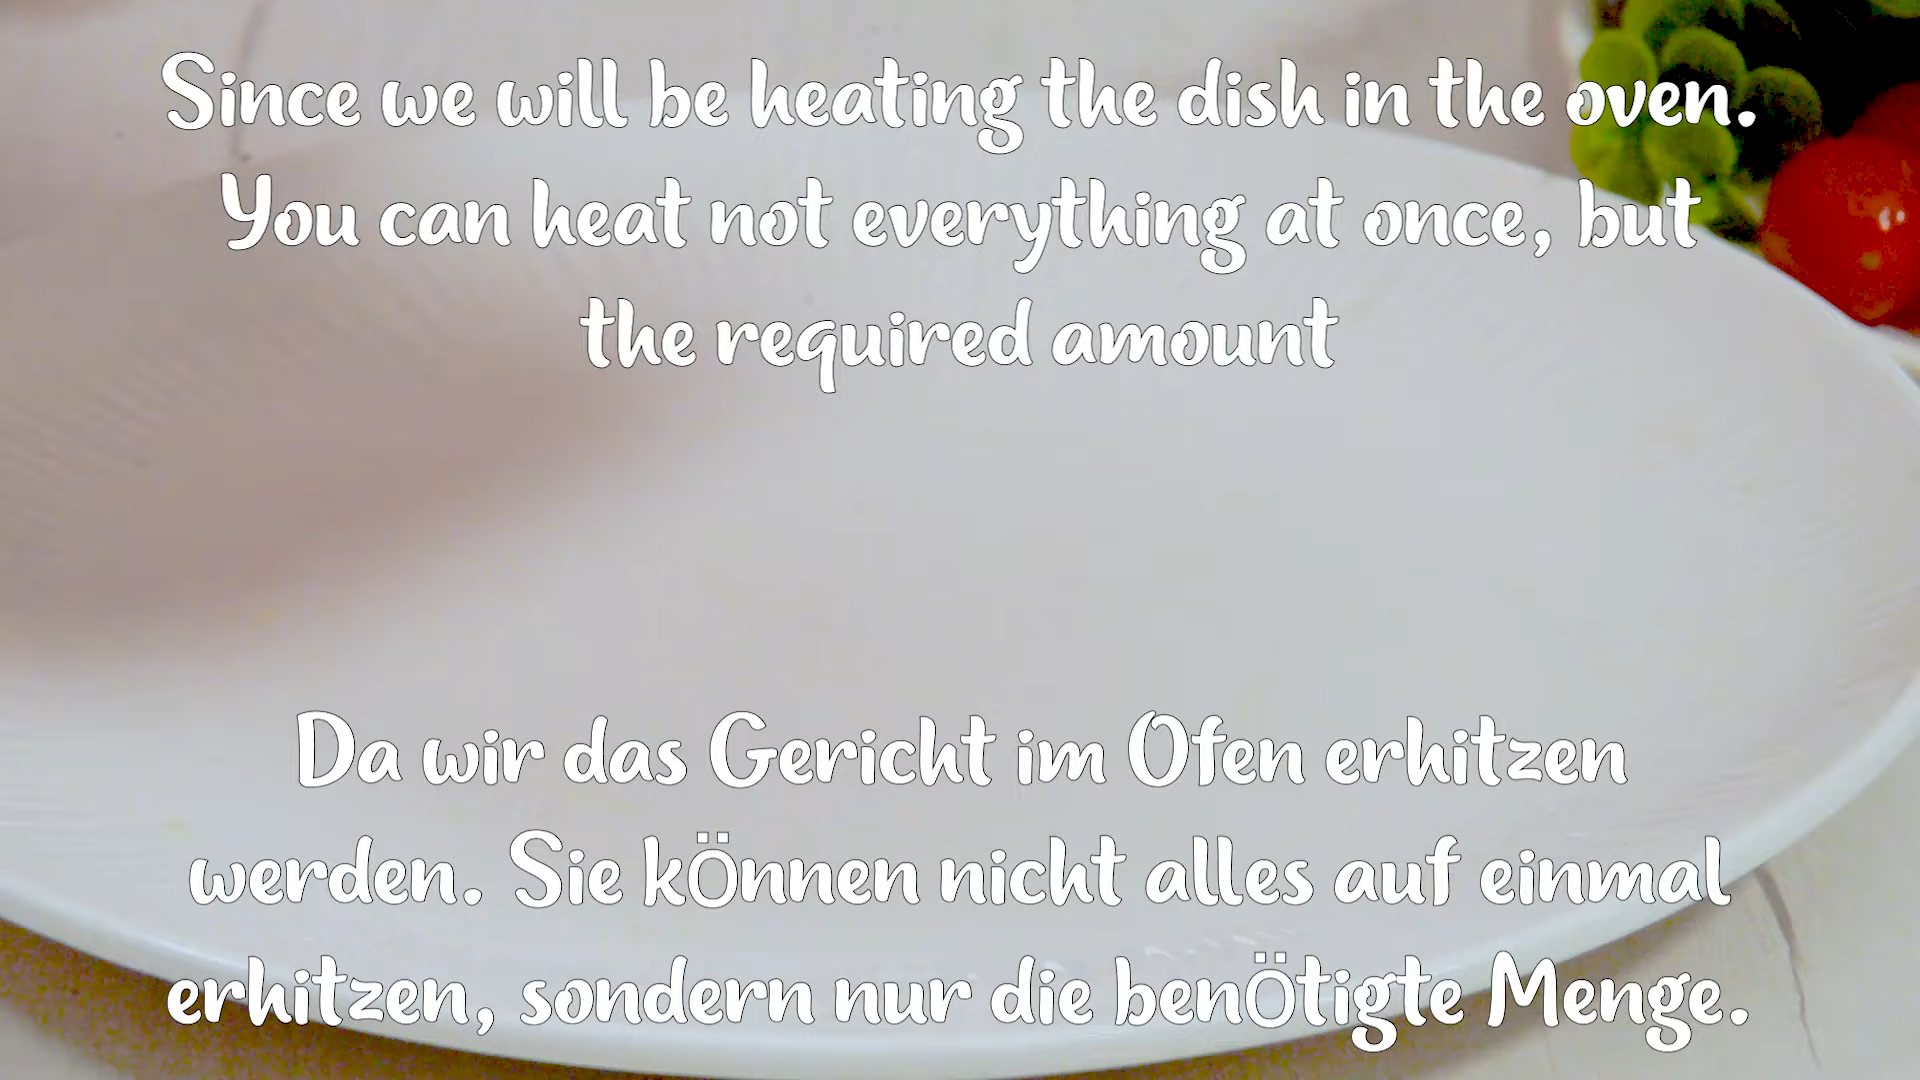 Since we will be heating the dish in the oven.
You can heat not everything at once, but
the required amount
Da wir das Gericht im Ofen erhitzen
werden. Sie kÖnnen nicht alles auf einmal
erhitzen, sondern nur die benÖtigte Menge.